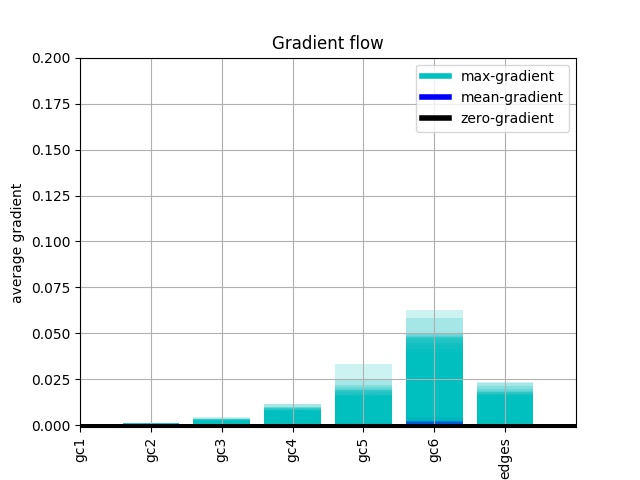 Gradient flow
max-gradient
mean-gradient
zero-gradient
average gradient
0.200
0.175
0.150
0.125
0.100
0.075
0.050
0.025
0.000
gc1
gc2
gc3
gc4
gc5
gc6
edges